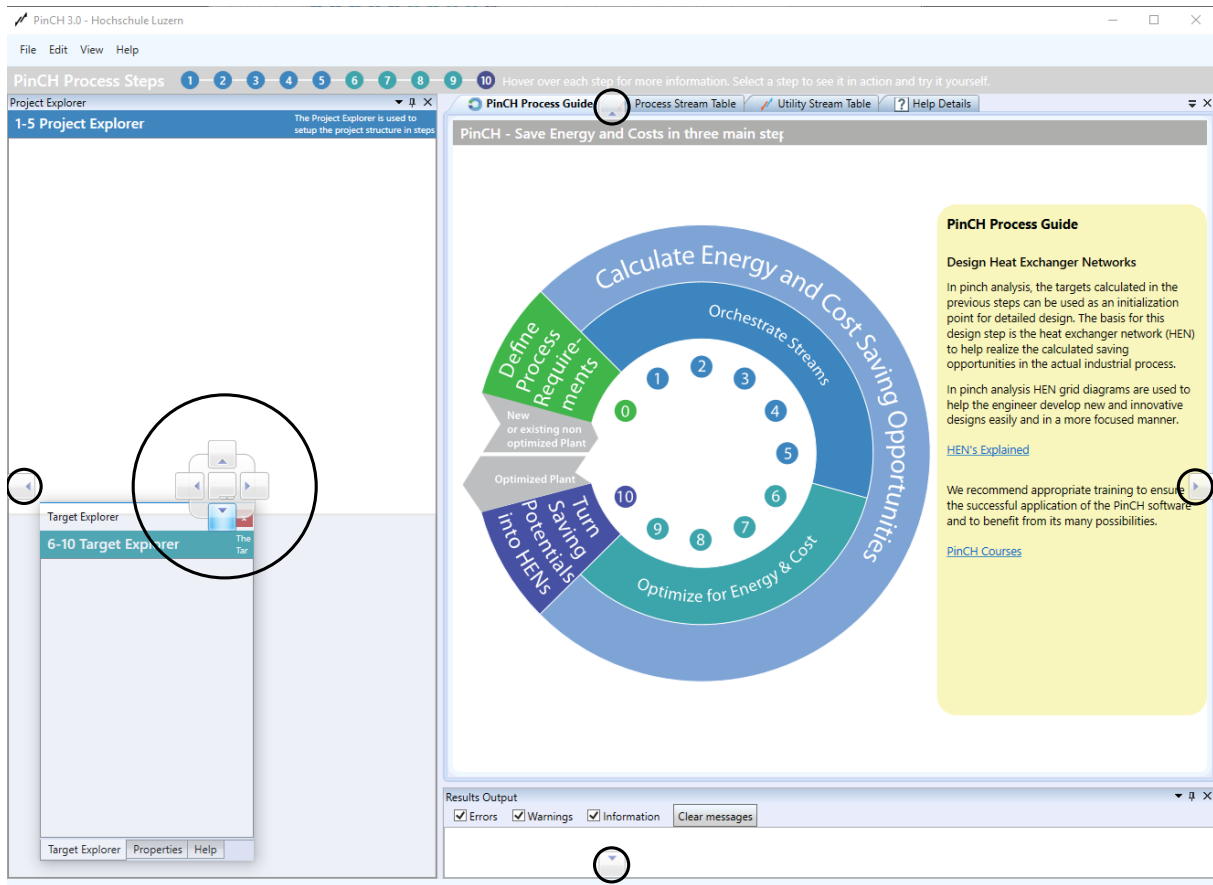 PinCH 3.0 - Hochschule Luzern
File Edit View Help
PinCH Process Steps 1 2 3 4 5 6 7 8 9 10 Hover over each step for more information. Select a step to see it in action and try it yourself.
Project Explorer
1-5 Project Explorer
The Project Explorer is used to
setup the project structure in steps
PinCH Process Guide Process Stream Table Utility Stream Table ? Help Details
PinCH - Save Energy and Costs in three main step
Calculate Energy and Cost Saving Opportunities
Orchestrate Streams
Define
Process
Require-
ments
New
or existing non
optimized Plant
Optimized Plant
Turn
Saving
Potentials
into HENs
Optimize for Energy & Cost
0
1
2
3
4
5
6
7
8
9
10
PinCH Process Guide
Design Heat Exchanger Networks
In pinch analysis, the targets calculated in the
previous steps can be used as an initialization
point for detailed design. The basis for this
design step is the heat exchanger network (HEN)
to help realize the calculated saving
opportunities in the actual industrial process.
In pinch analysis HEN grid diagrams are used to
help the engineer develop new and innovative
designs easily and in a more focused manner.
HEN's Explained
We recommend appropriate training to ensure
the successful application of the PinCH software
and to benefit from its many possibilities.
PinCH Courses
Target Explorer
6-10 Target Explorer
The
Tar
Target Explorer Properties Help
Results Output
Errors Warnings Information Clear messages